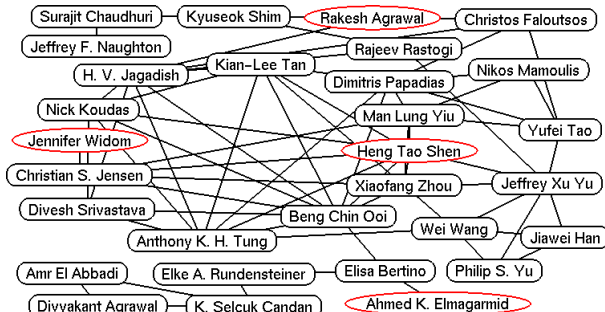 Surajit Chaudhuri
Kyuseok Shim
Rakesh Agrawal
Christos Faloutsos
Jeffrey F. Naughton
Rajeev Rastogi
H. V. Jagadish
Kian-Lee Tan
Dimitris Papadias
Nikos Mamoulis
Nick Koudas
Man Lung Yiu
Yufei Tao
Jennifer Widom
Heng Tao Shen
Christian S. Jensen
Xiaofang Zhou
Jeffrey Xu Yu
Divesh Srivastava
Beng Chin Ooi
Anthony K. H. Tung
Wei Wang
Jiawei Han
Amr El Abbadi
Elke A. Rundensteiner
Elisa Bertino
Philip S. Yu
Divyakant Agrawal
K. Selcuk Candan
Ahmed K. Elmagarmid